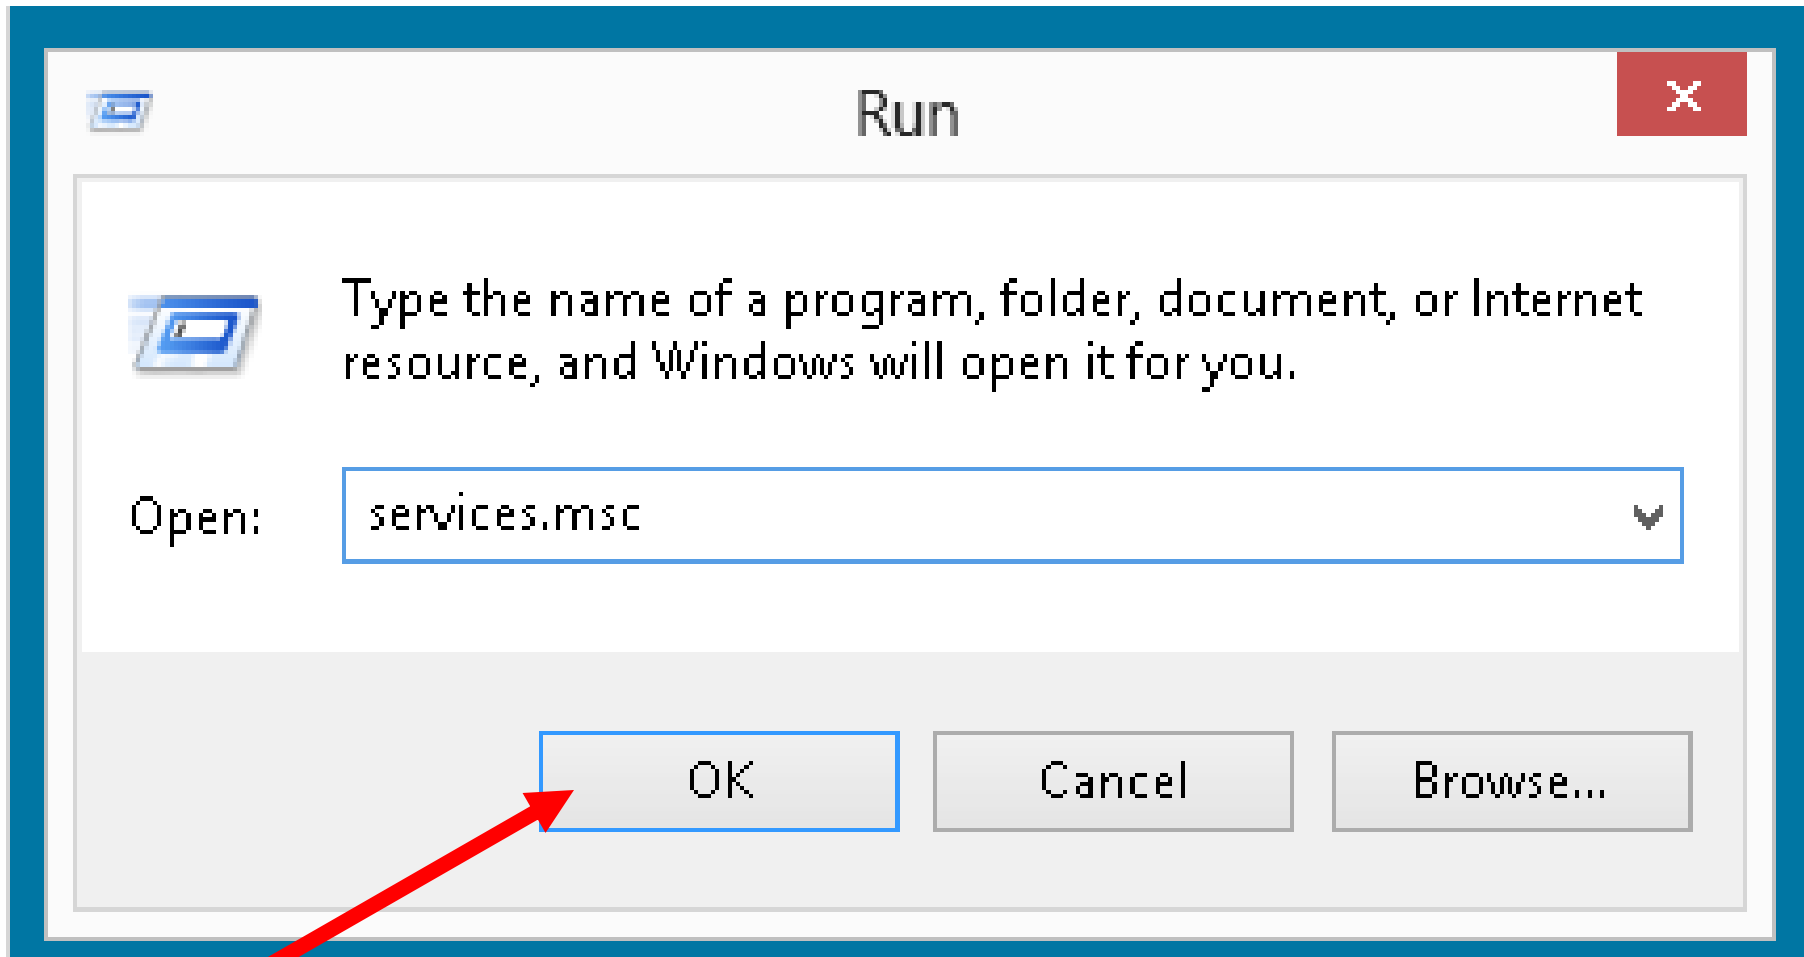 Run
Type the name of a program, folder, document, or Internet
resource, and Windows will open it for you.
Open:
services.msc
OK
Cancel
Browse...